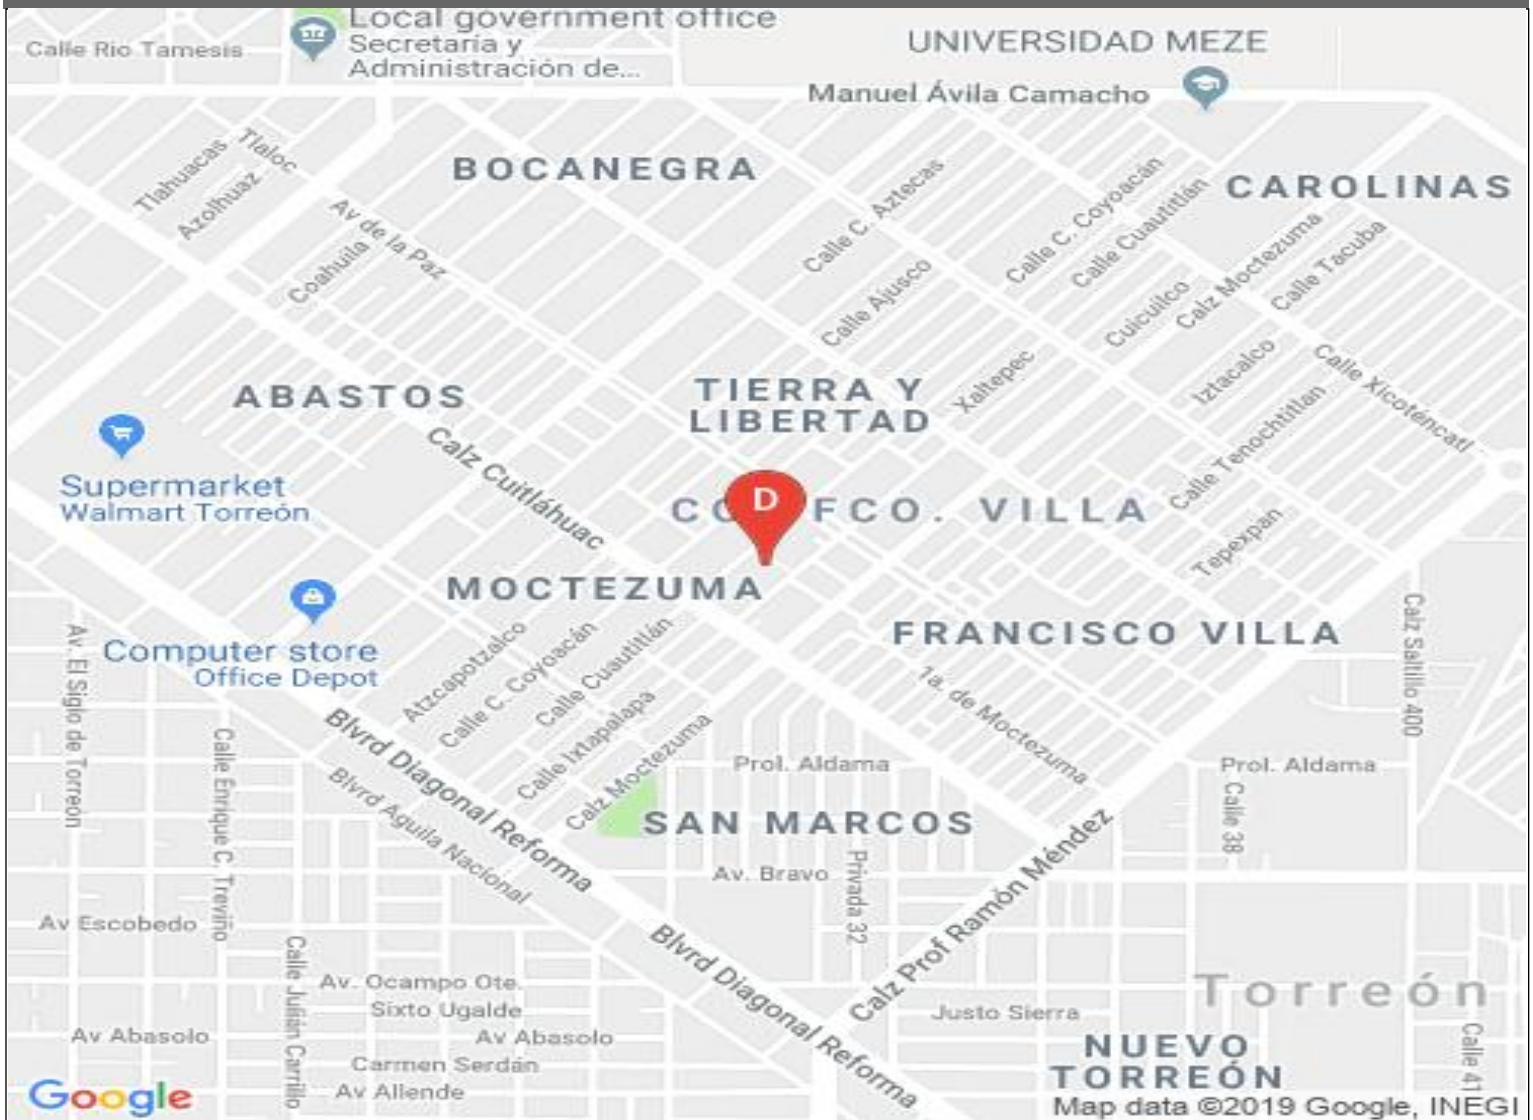 Local government office
Secretaría y
Administración de...
Calle Rio Tamesis
UNIVERSIDAD MEZE
Manuel Ávila Camacho
Tlahuacas
Tlaloc
Azolhuaz
BOCANEGRA
CAROLINAS
Av de la Paz
Coahuila
Calle C. Aztecas
Calle C. Coyoacán
Calle Cuautitlán
Calle Ajusco
Cuicuilco
Calz Moctezuma
Calle Tacuba
ABASTOS
TIERRA Y
LIBERTAD
Xaltepec
Iztacalco
Calle Xicoténcatl
Calle Tenochtitlan
Supermarket
Walmart Torreón
Calz Cuitláhuac
D
FCO. VILLA
Tepexpan
MOCTEZUMA
FRANCISCO VILLA
Computer store
Office Depot
Av. El Siglo de Torreón
Atzcapotzalco
Calle C. Coyoacán
Calle Cuautitlán
Calle Ixtapalapa
Calz Moctezuma
1a. de Moctezuma
Calz Saltillo 400
Blvrd Diagonal Reforma
Blvrd Aguila Nacional
Calle Enrique C. Treviño
Prol. Aldama
Prol. Aldama
SAN MARCOS
Calle 38
Av. Bravo
Privada 32
Calz Prof Ramón Méndez
Av Escobedo
Calle Julián Carrillo
Blvrd Diagonal Reforma
Av. Ocampo Ote.
Sixto Ugalde
Av Abasolo
Av Abasolo
Carmen Serdán
Av Allende
Torreón
Justo Sierra
NUEVO
TORREÓN
Calle 41
Google
Map data ©2019 Google, INEGI